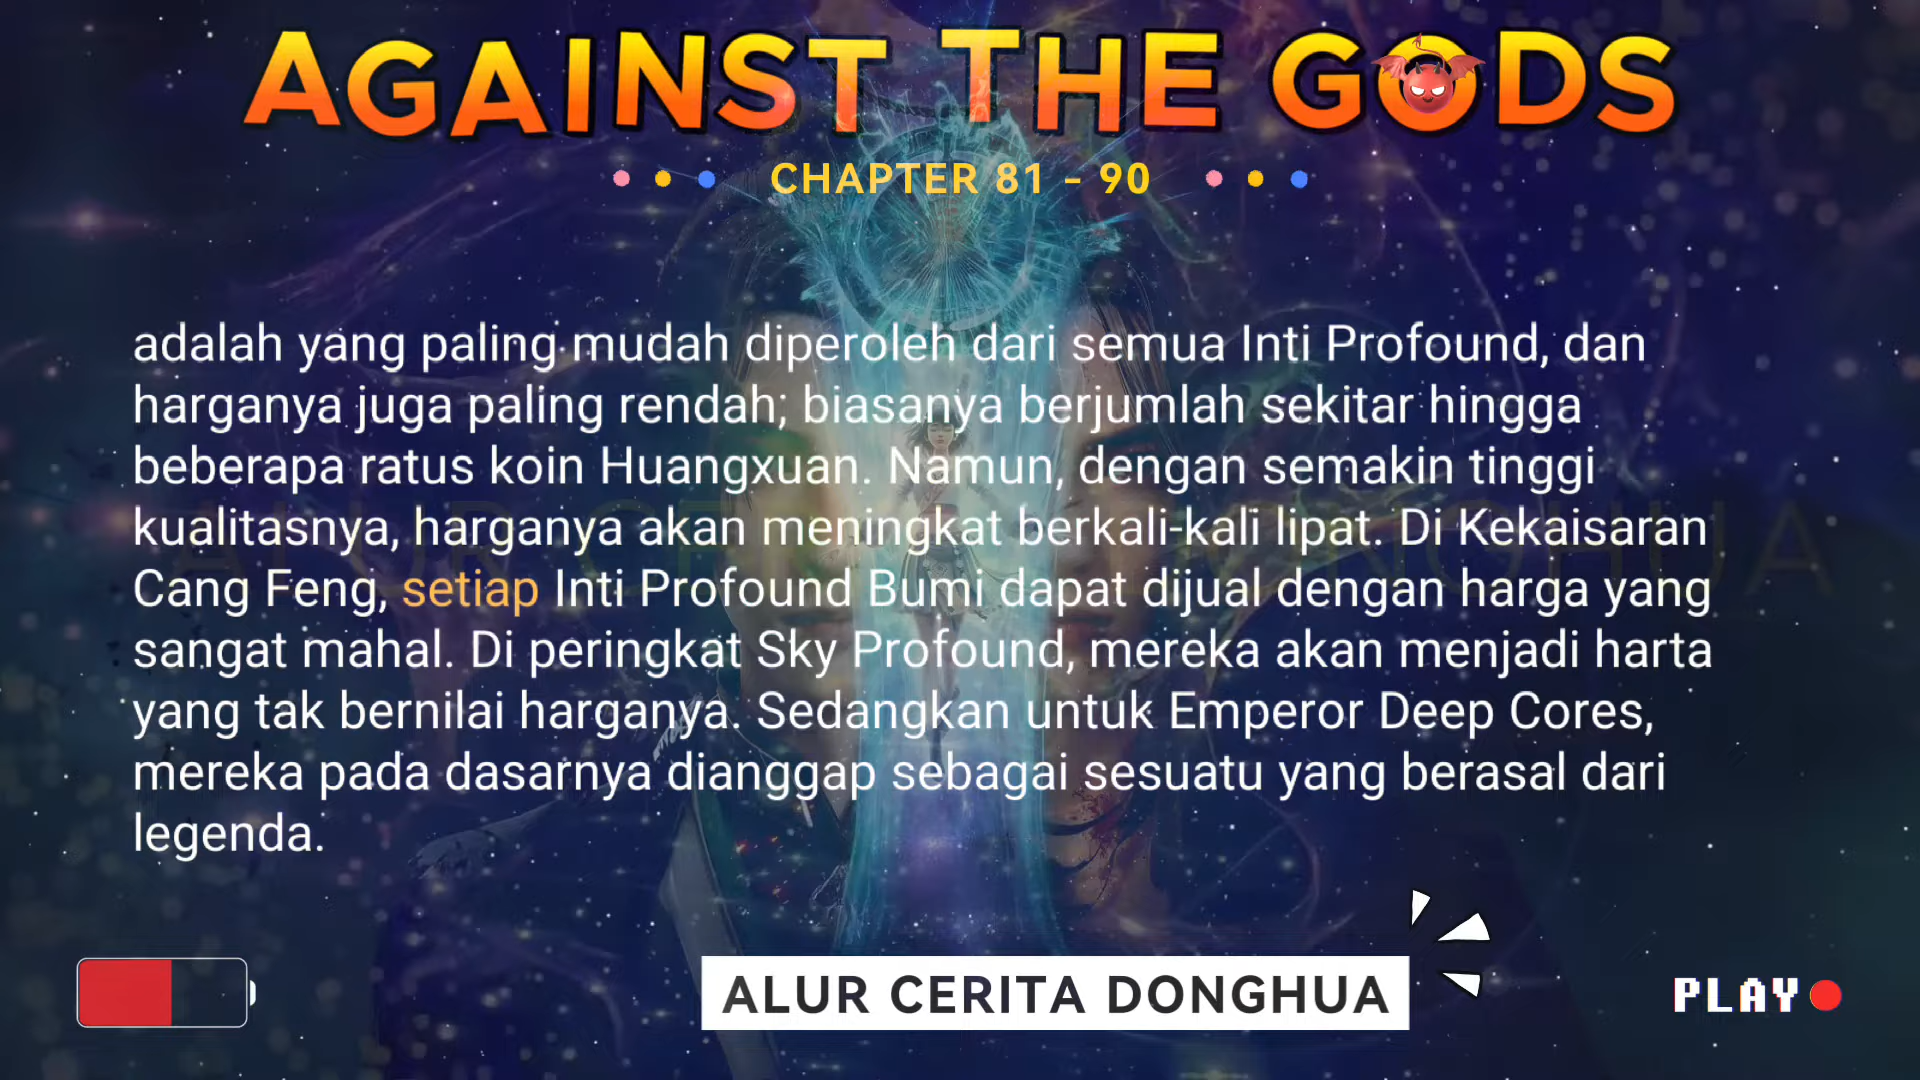 AGAINST THE GODS
CHAPTER 81 - 90
adalah yang paling mudah diperoleh dari semua Inti Profound, dan
harganya juga paling rendah; biasanya berjumlah sekitar hingga
beberapa ratus koin Huangxuan. Namun, dengan semakin tinggi
kualitasnya, harganya akan meningkat berkali-kali lipat. Di Kekaisaran
Cang Feng, setiap Inti Profound Bumi dapat dijual dengan harga yang
sangat mahal. Di peringkat Sky Profound, mereka akan menjadi harta
yang tak bernilai harganya. Sedangkan untuk Emperor Deep Cores,
mereka pada dasarnya dianggap sebagai sesuatu yang berasal dari
legenda.
ALUR CERITA DONGHUA
PLAY